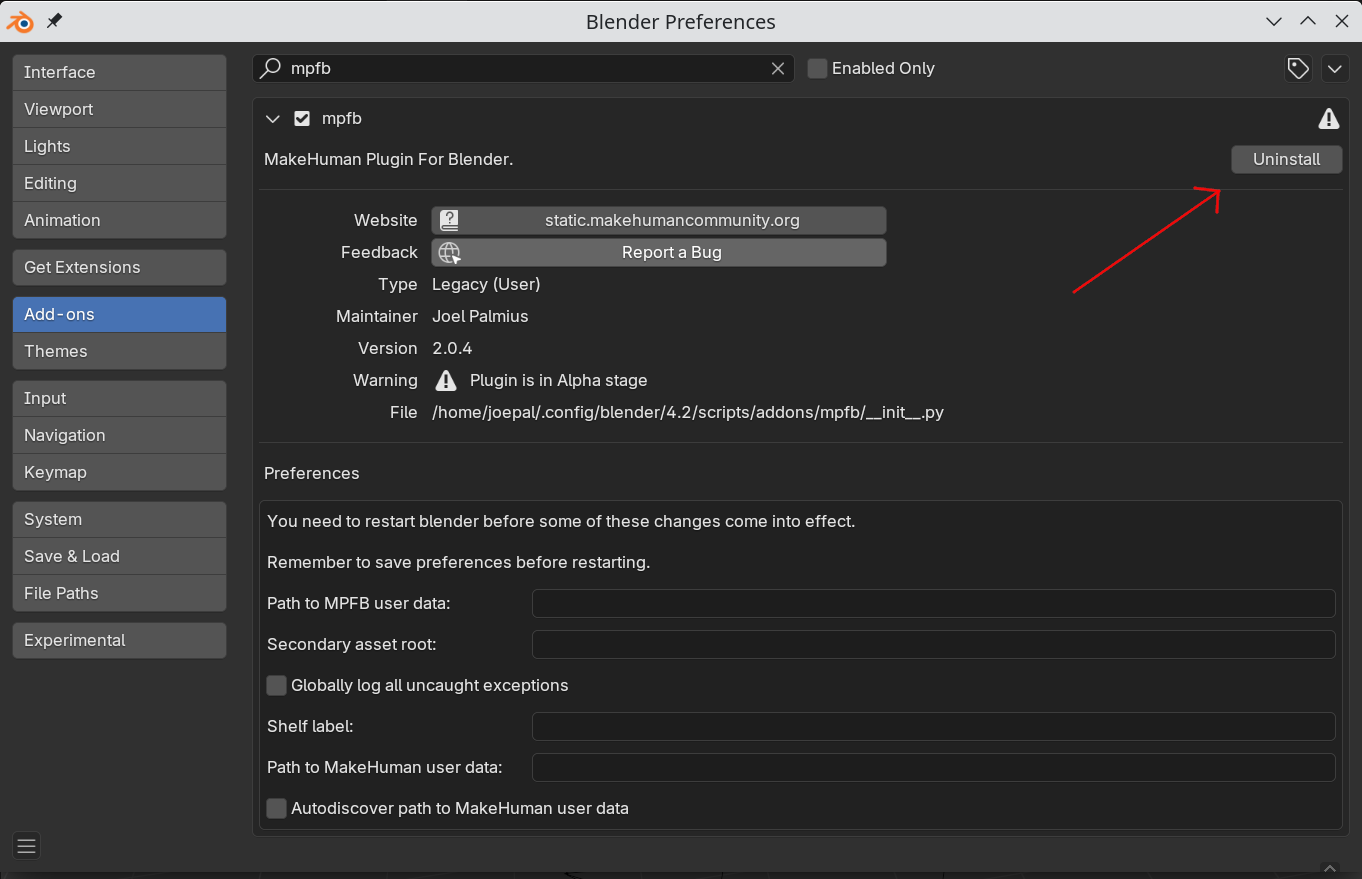 Blender Preferences
Interface
Viewport
Lights
Editing
Animation
Get Extensions
Add-ons
Themes
Input
Navigation
Keymap
System
Save & Load
File Paths
Experimental
mpfb
Enabled Only
mpfb
MakeHuman Plugin For Blender.
Uninstall
Website static.makehumancommunity.org
Feedback Report a Bug
Type Legacy (User)
Maintainer Joel Palmius
Version 2.0.4
Warning Plugin is in Alpha stage
File /home/joepal/.config/blender/4.2/scripts/addons/mpfb/__init__.py
Preferences
You need to restart blender before some of these changes come into effect.
Remember to save preferences before restarting.
Path to MPFB user data:
Secondary asset root:
Globally log all uncaught exceptions
Shelf label:
Path to MakeHuman user data:
Autodiscover path to MakeHuman user data